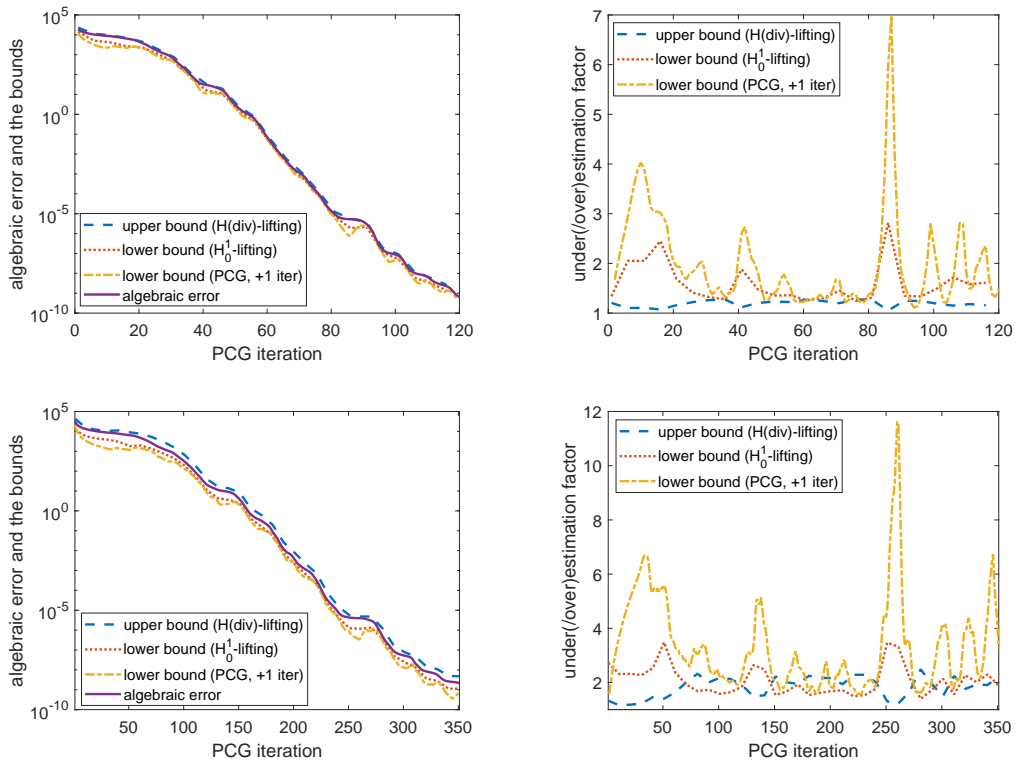 10^5
10^0
10^-5
10^-10
0
20
40
60
80
100
120
PCG iteration
algebraic error and the bounds
upper bound (H(div)-lifting)
lower bound (H_0^1-lifting)
lower bound (PCG, +1 iter)
algebraic error
7
6
5
4
3
2
1
0
20
40
60
80
100
120
PCG iteration
under(/over)estimation factor
upper bound (H(div)-lifting)
lower bound (H_0^1-lifting)
lower bound (PCG, +1 iter)
10^5
10^0
10^-5
10^-10
50
100
150
200
250
300
350
PCG iteration
algebraic error and the bounds
upper bound (H(div)-lifting)
lower bound (H_0^1-lifting)
lower bound (PCG, +1 iter)
algebraic error
12
10
8
6
4
2
50
100
150
200
250
300
350
PCG iteration
under(/over)estimation factor
upper bound (H(div)-lifting)
lower bound (H_0^1-lifting)
lower bound (PCG, +1 iter)